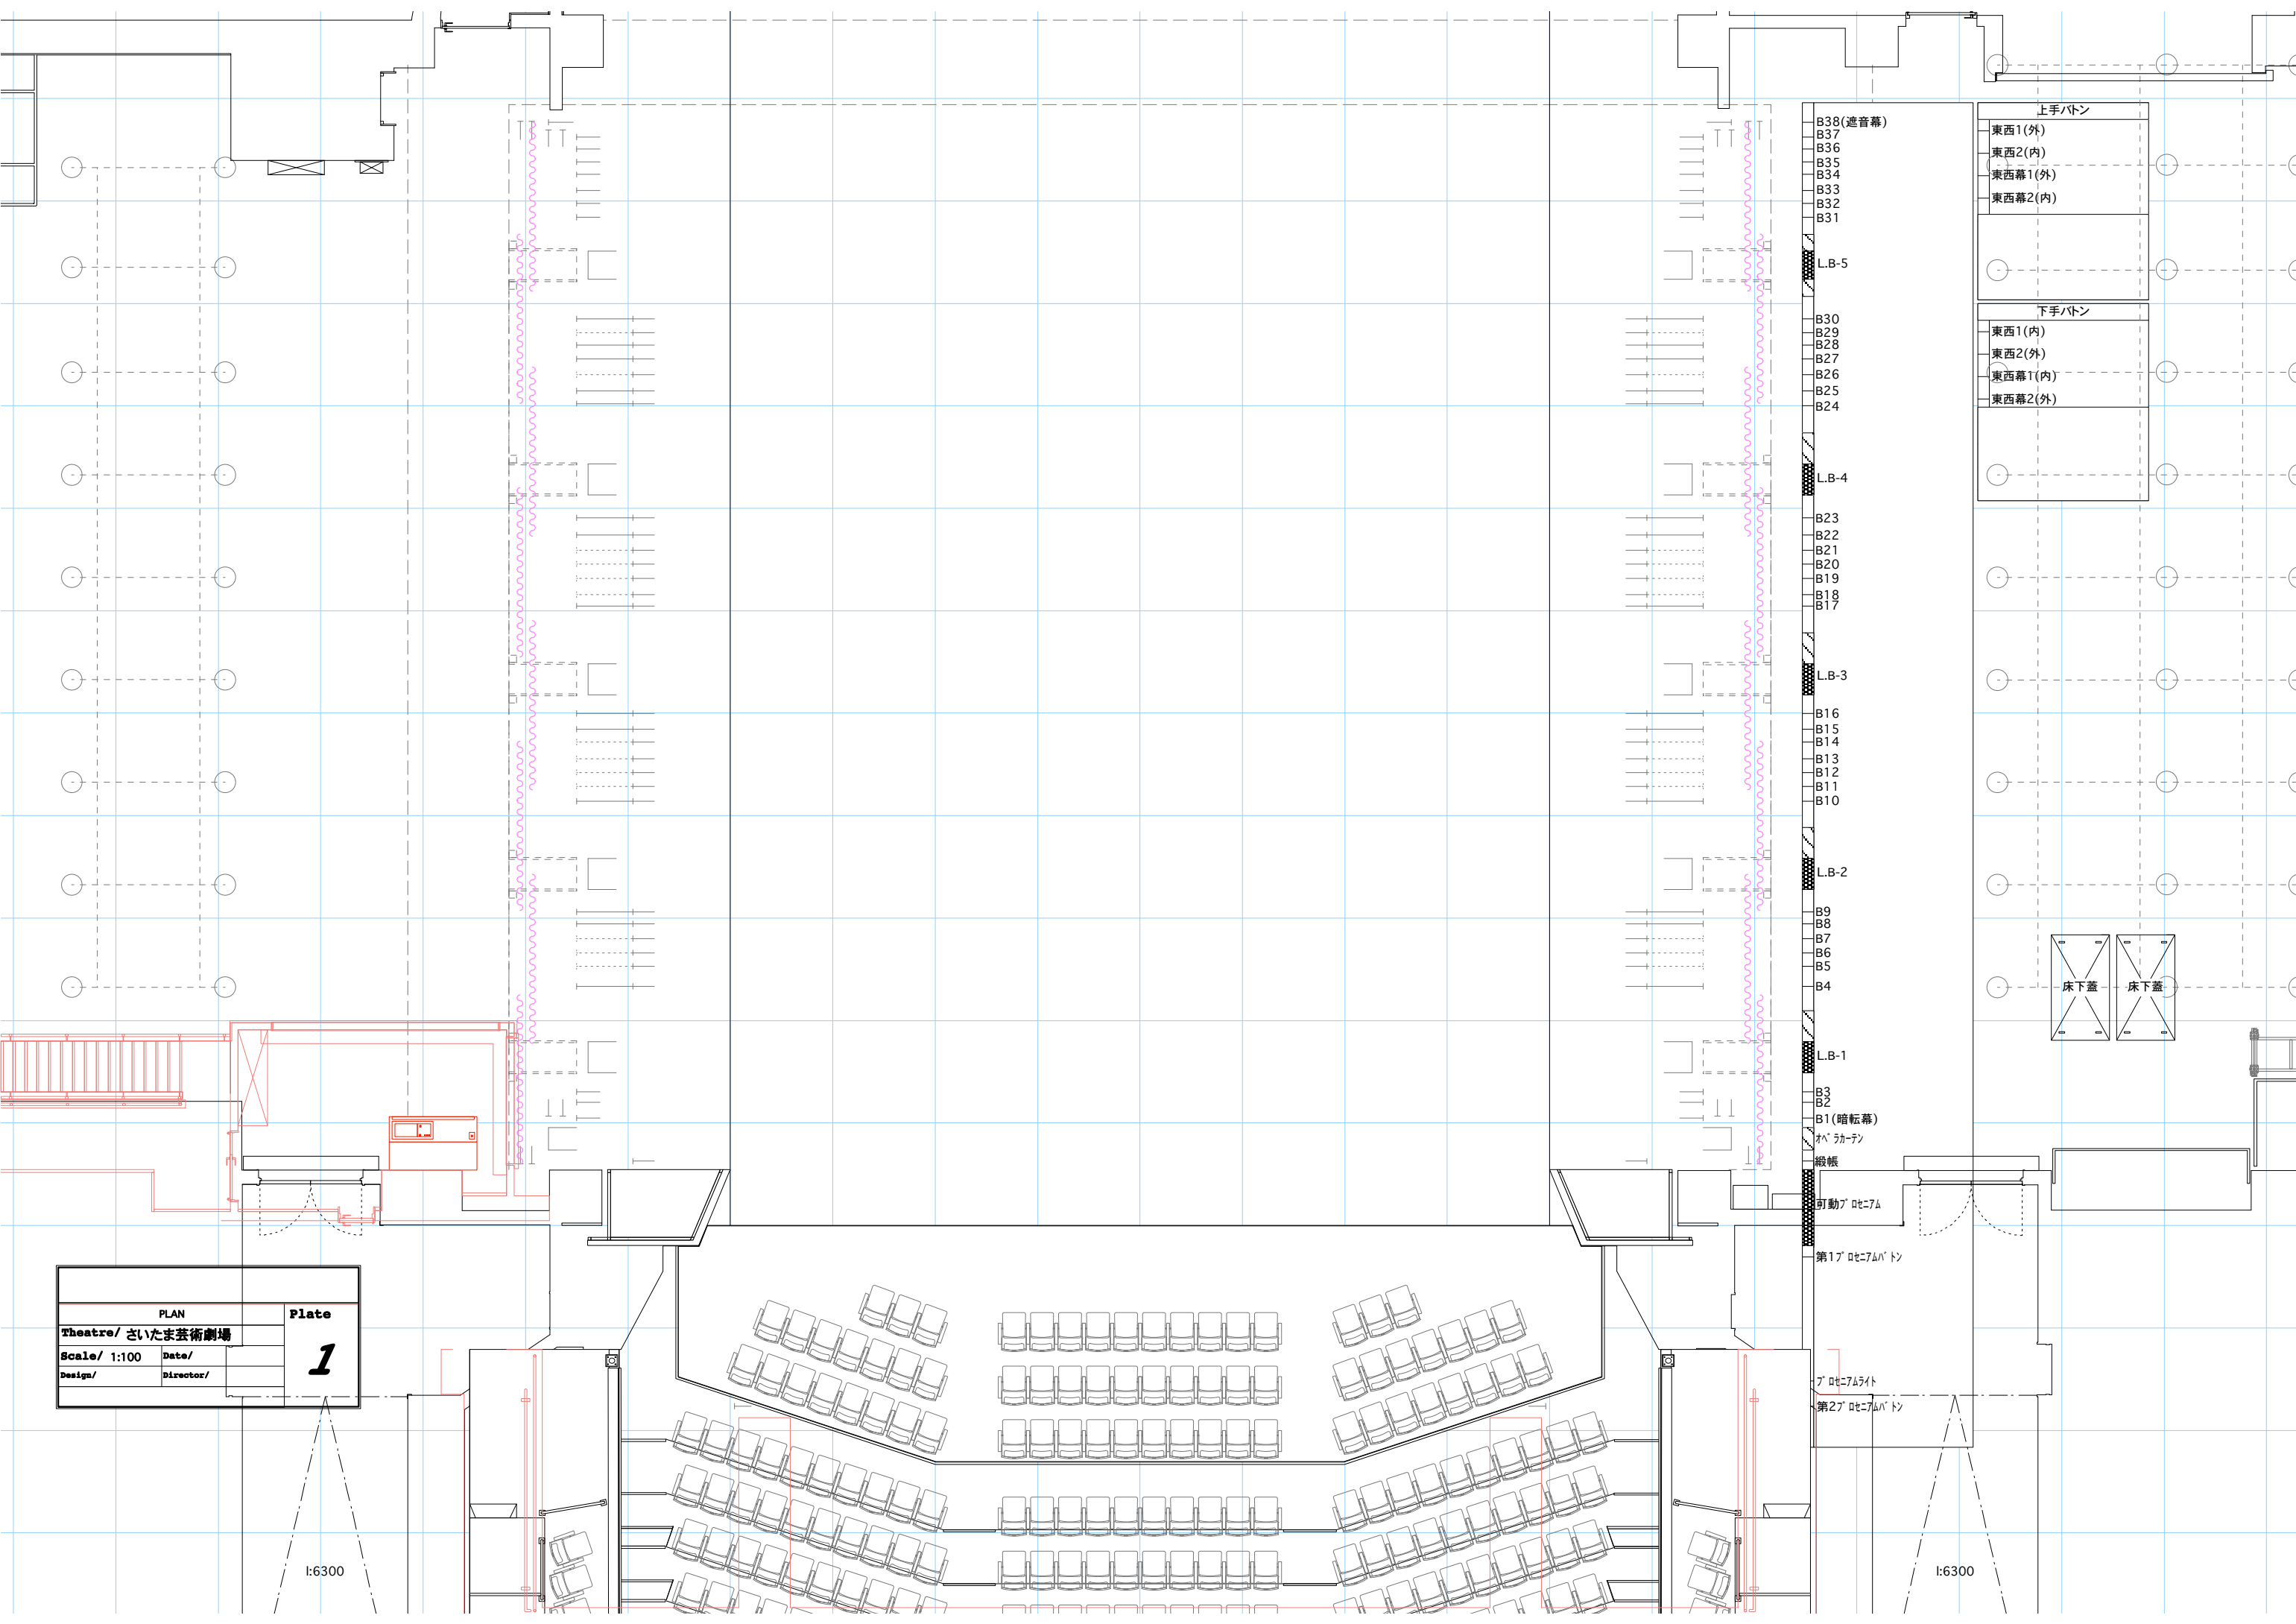 B38(遮音幕)
B37
B36
B35
B34
B33
B32
B31
L.B-5
B30
B29
B28
B27
B26
B25
B24
L.B-4
B23
B22
B21
B20
B19
B18
B17
L.B-3
B16
B15
B14
B13
B12
B11
B10
L.B-2
B9
B8
B7
B6
B5
B4
L.B-1
B3
B2
B1(暗転幕)
ｵﾍﾟﾗｶｰﾃﾝ
緞帳
可動ﾌﾟﾛｾﾆｱﾑ
第1ﾌﾟﾛｾﾆｱﾑﾊﾞﾄﾝ
ﾌﾟﾛｾﾆｱﾑﾗｲﾄ
第2ﾌﾟﾛｾﾆｱﾑﾊﾞﾄﾝ
上手バトン
東西1(外)
東西2(内)
東西幕1(外)
東西幕2(内)
下手バトン
東西1(内)
東西2(外)
東西幕1(内)
東西幕2(外)
床下蓋
床下蓋
PLAN
Plate
Theatre/ さいたま芸術劇場
Scale/ 1:100
Date/
1
Design/
Director/
l:6300
l:6300